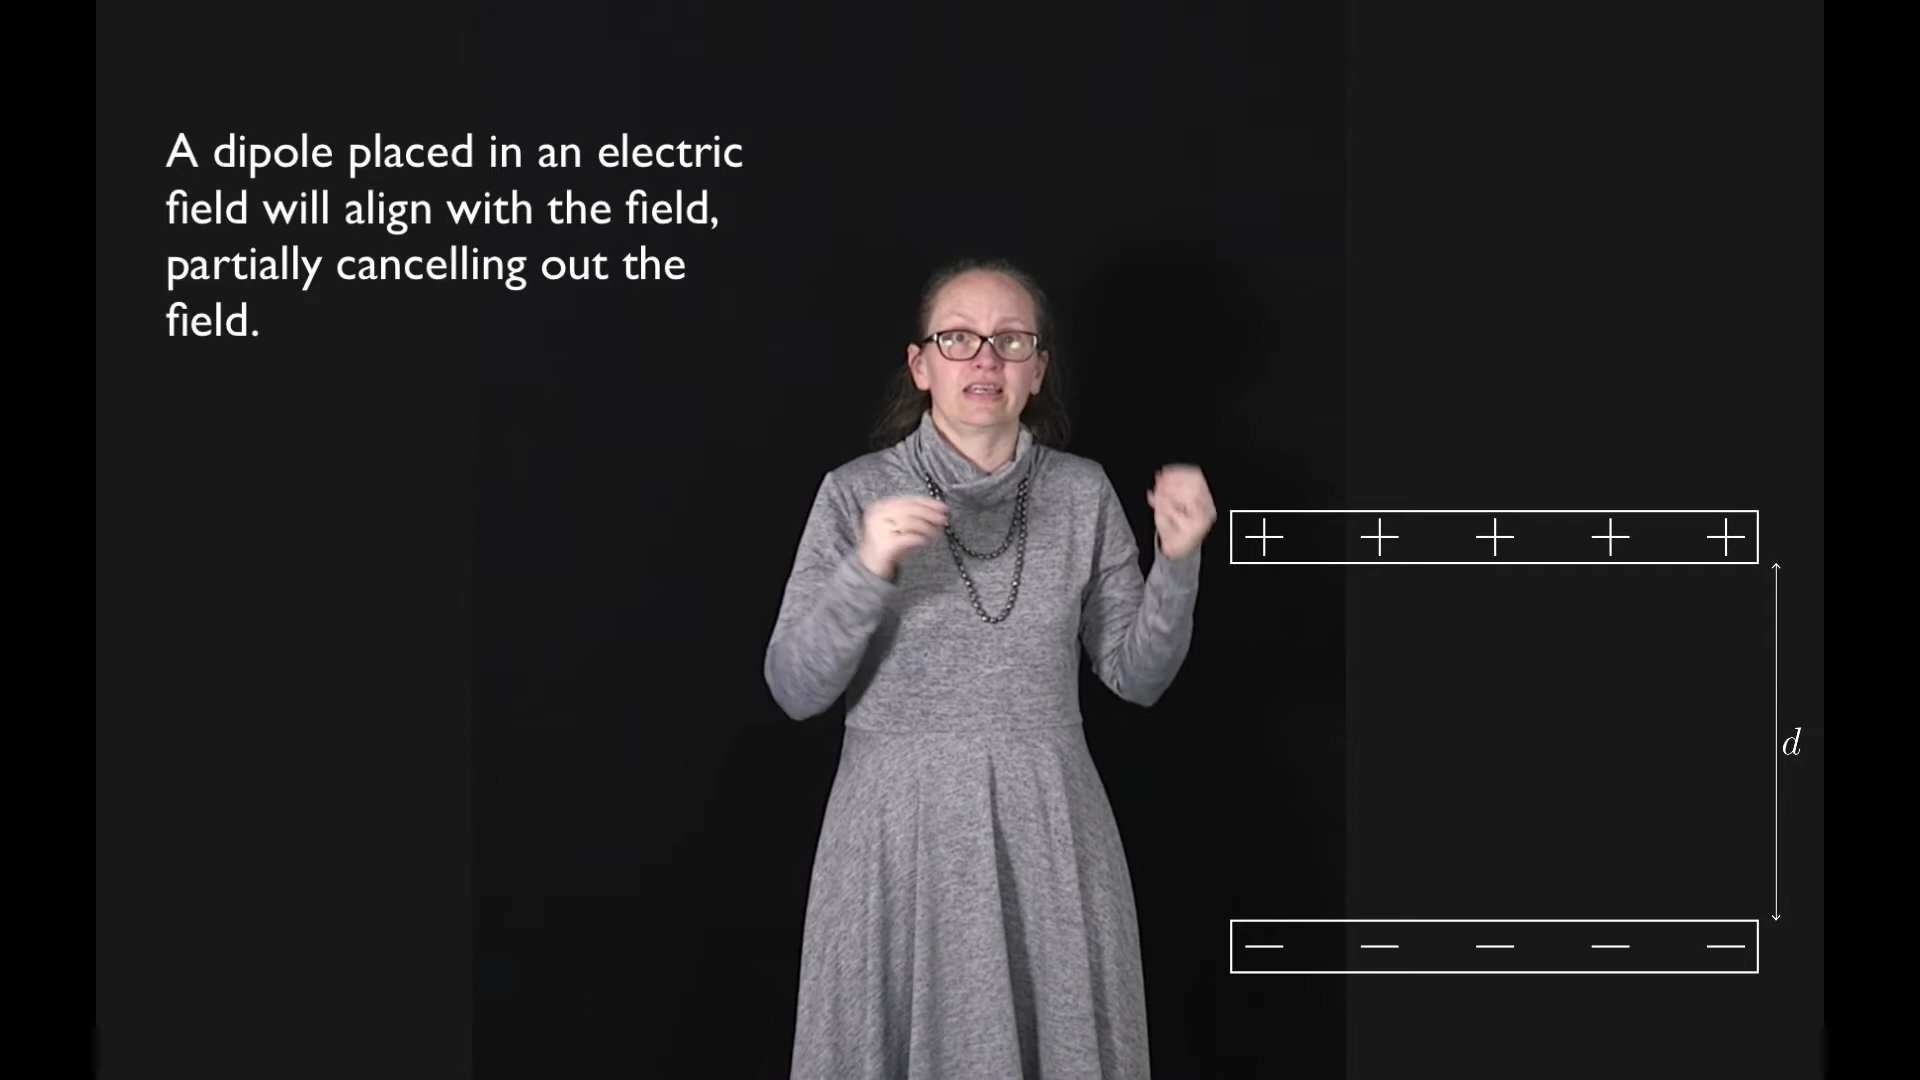 A dipole placed in an electric
field will align with the field,
partially cancelling out the
field.
+ + + + +
d
− − − − −